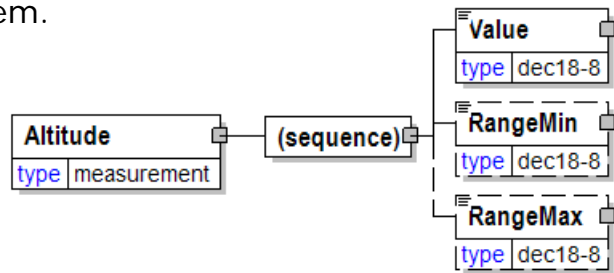 em.
Value
type dec18-8
Altitude
type measurement
(sequence)
RangeMin
type dec18-8
RangeMax
type dec18-8